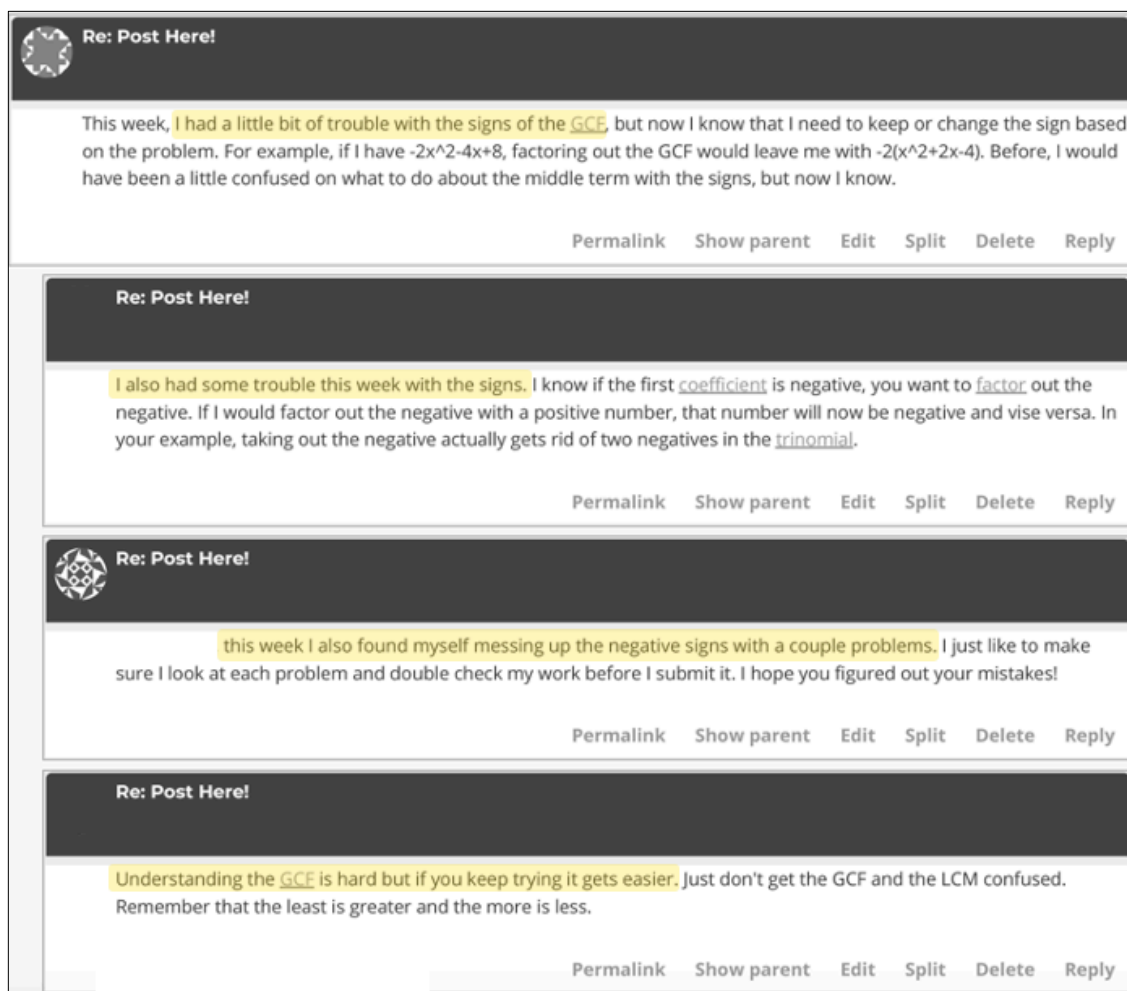 Re: Post Here!
This week, I had a little bit of trouble with the signs of the GCF, but now I know that I need to keep or change the sign based
on the problem. For example, if I have -2x^2-4x+8, factoring out the GCF would leave me with -2(x^2+2x-4). Before, I would
have been a little confused on what to do about the middle term with the signs, but now I know.
Permalink Show parent Edit Split Delete Reply
Re: Post Here!
I also had some trouble this week with the signs. I know if the first coefficient is negative, you want to factor out the
negative. If I would factor out the negative with a positive number, that number will now be negative and vise versa. In
your example, taking out the negative actually gets rid of two negatives in the trinomial.
Permalink Show parent Edit Split Delete Reply
Re: Post Here!
this week I also found myself messing up the negative signs with a couple problems. I just like to make
sure I look at each problem and double check my work before I submit it. I hope you figured out your mistakes!
Permalink Show parent Edit Split Delete Reply
Re: Post Here!
Understanding the GCF is hard but if you keep trying it gets easier. Just don't get the GCF and the LCM confused.
Remember that the least is greater and the more is less.
Permalink Show parent Edit Split Delete Reply